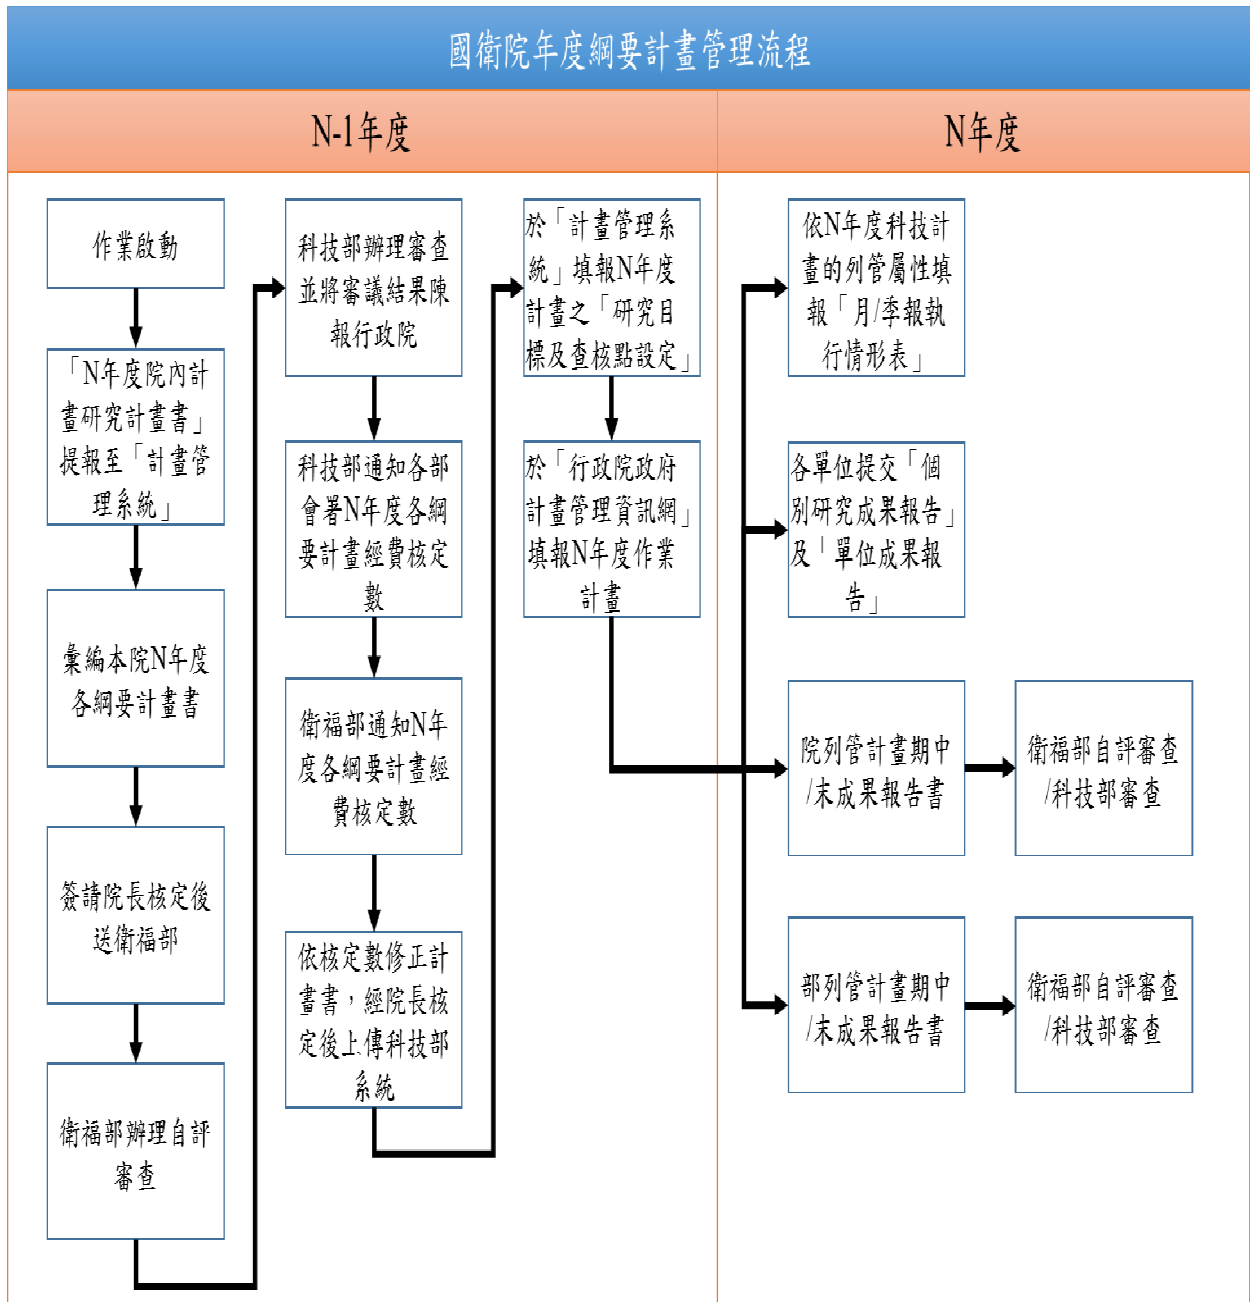 國衛院年度綱要計畫管理流程
N-1年度
N年度
作業啟動
「N年度院內計
畫研究計畫書」
提報至「計畫管
理系統」
彙編本院N年度
各綱要計畫書
簽請院長核定後
送衛福部
衛福部辦理自評
審查
科技部辦理審查
並將審議結果陳
報行政院
科技部通知各部
會署N年度各綱
要計畫經費核定
數
衛福部通知N年
度各綱要計畫經
費核定數
依核定數修正計
畫書，經院長核
定後上傳科技部
系統
於「計畫管理系
統」填報N年度
計畫之「研究目
標及查核點設定」
於「行政院政府
計畫管理資訊網」
填報N年度作業
計畫
依N年度科技計
畫的列管屬性填
報「月/季報執
行情形表」
各單位提交「個
別研究成果報告」
及「單位成果報
告」
院列管計畫期中
/末成果報告書
衛福部自評審查
/科技部審查
部列管計畫期中
/末成果報告書
衛福部自評審查
/科技部審查